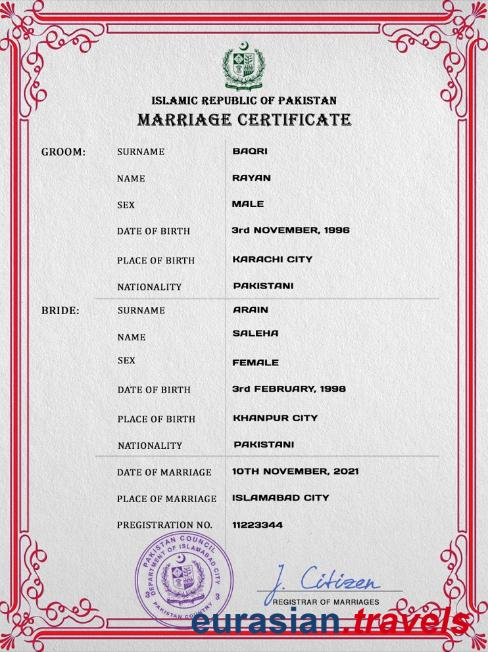 ISLAMIC REPUBLIC OF PAKISTAN
MARRIAGE CERTIFICATE
GROOM: SURNAME BAQRI
NAME RAYAN
SEX MALE
DATE OF BIRTH 3rd NOVEMBER, 1996
PLACE OF BIRTH KARACHI CITY
NATIONALITY PAKISTANI
BRIDE: SURNAME ARAIN
NAME SALEHA
SEX FEMALE
DATE OF BIRTH 3rd FEBRUARY, 1998
PLACE OF BIRTH KHANPUR CITY
NATIONALITY PAKISTANI
DATE OF MARRIAGE 10TH NOVEMBER, 2021
PLACE OF MARRIAGE ISLAMABAD CITY
PREGISTRATION NO. 11223344
PAKISTAN COUNCIL
DEPARTMENT OF ISLAMABAD CITY
PAKISTAN COUNTRY
J. Citizen
REGISTRAR OF MARRIAGES
eurasian.travels